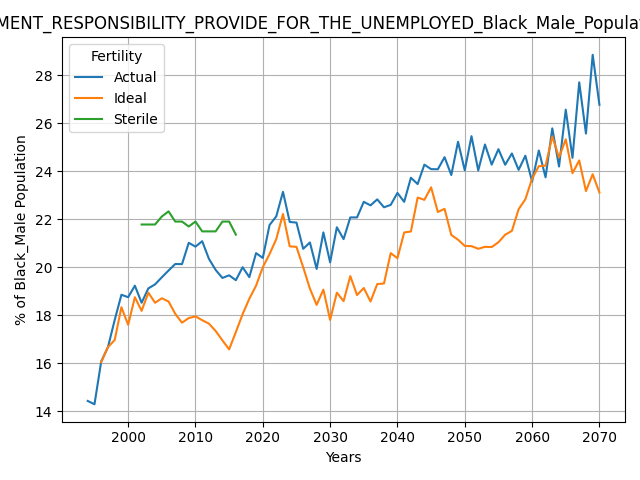 MENT_RESPONSIBILITY_PROVIDE_FOR_THE_UNEMPLOYED_Black_Male_Popula
Fertility
Actual
Ideal
Sterile
% of Black_Male Population
28
26
24
22
20
18
16
14
2000 2010 2020 2030 2040 2050 2060 2070
Years